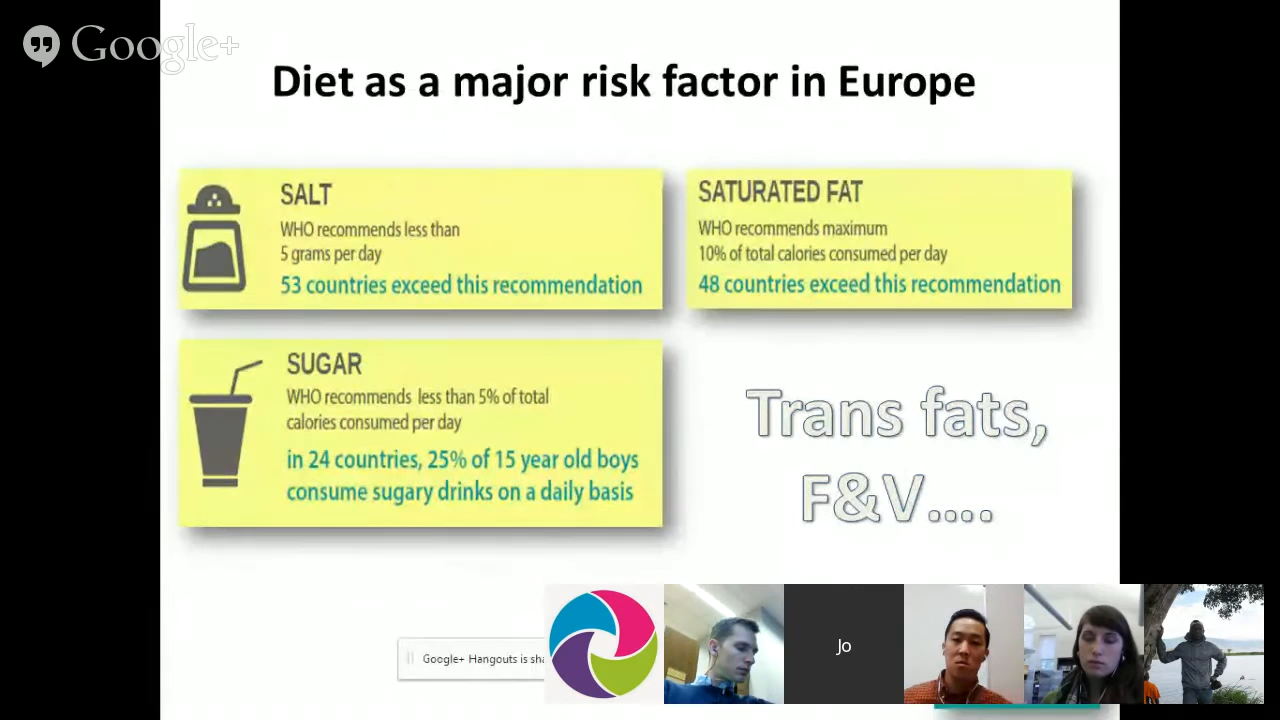 Google+
Diet as a major risk factor in Europe
SALT
WHO recommends less than
5 grams per day
53 countries exceed this recommendation
SATURATED FAT
WHO recommends maximum
10% of total calories consumed per day
48 countries exceed this recommendation
SUGAR
WHO recommends less than 5% of total
calories consumed per day
in 24 countries, 25% of 15 year old boys
consume sugary drinks on a daily basis
Trans fats,
F&V....
Google+ Hangouts is sha
Jo